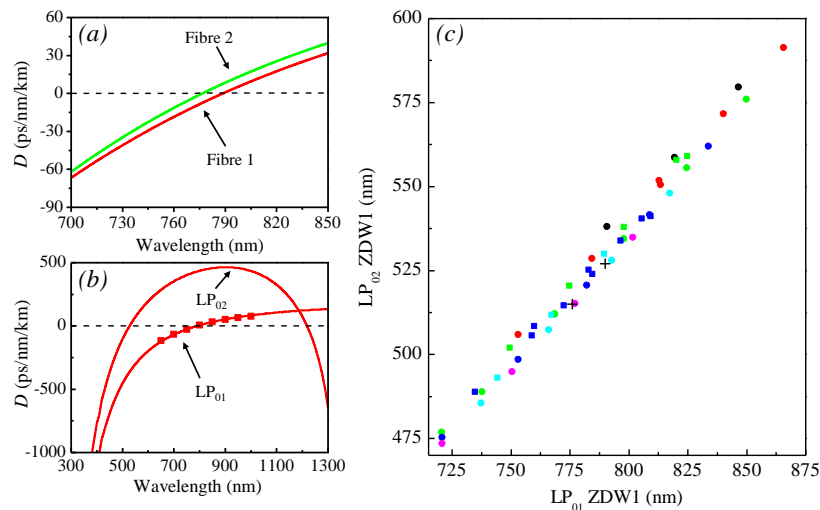 (a)
D (ps/nm/km)
60
30
0
-30
-60
-90
Fibre 2
Fibre 1
700 730 760 790 820 850
Wavelength (nm)
(b)
D (ps/nm/km)
500
0
-500
-1000
LP02
LP01
300 500 700 900 1100 1300
Wavelength (nm)
(c)
LP02 ZDW1 (nm)
600
575
550
525
500
475
725 750 775 800 825 850 875
LP01 ZDW1 (nm)